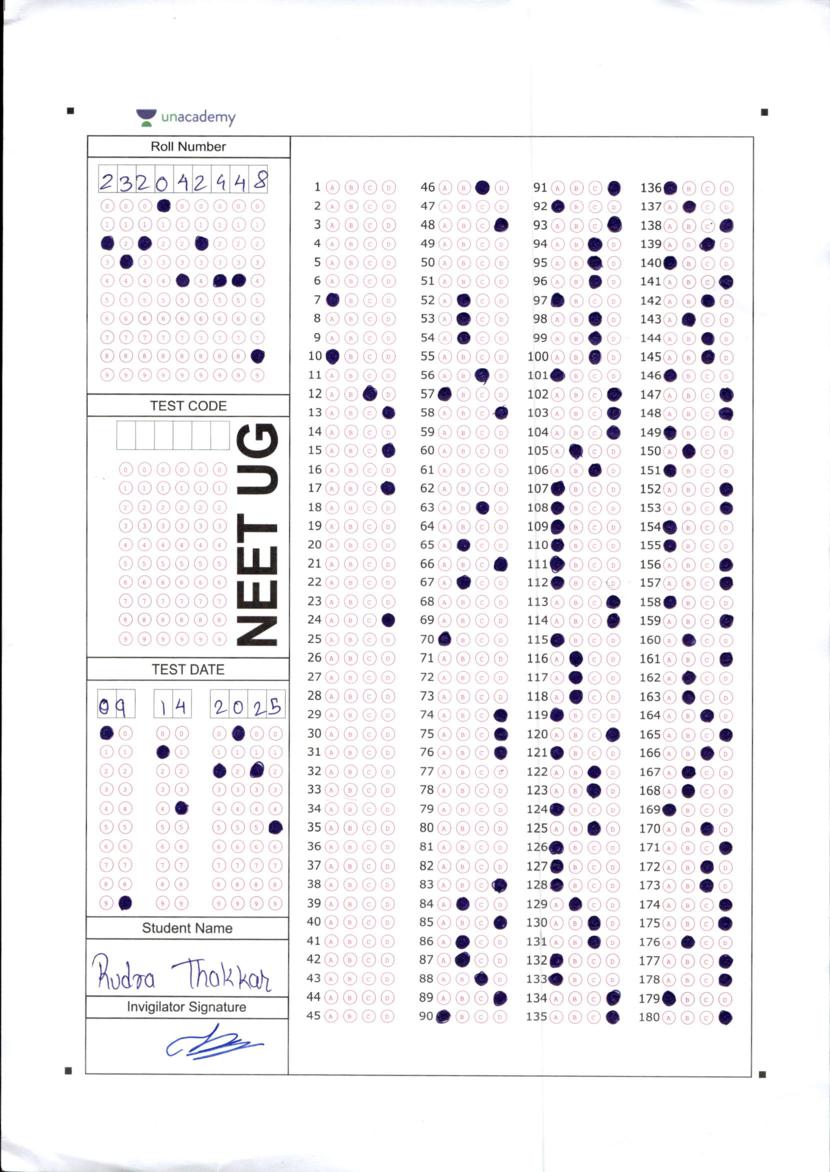 unacademy
Roll Number
2 3 2 0 4 2 4 4 8
TEST CODE
NEET UG
TEST DATE
09 14 2025
Student Name
Rudra Thakkar
Invigilator Signature
1 A B C D
2 A B C D
3 A B C D
4 A B C D
5 A B C D
6 A B C D
7 B C D
8 A B C D
9 A B C D
10 B C D
11 A B C D
12 A B D
13 A B C
14 A B C D
15 A B C
16 A B C D
17 A B C
18 A B C D
19 A B C D
20 A B C D
21 A B C D
22 A B C D
23 A B C D
24 A B C
25 A B C D
26 A B C D
27 A B C D
28 A B C D
29 A B C D
30 A B C D
31 A B C D
32 A B C D
33 A B C D
34 A B C D
35 A B C D
36 A B C D
37 A B C D
38 A B C D
39 A B C D
40 A B C D
41 A B C D
42 A B C D
43 A B C D
44 A B C D
45 A B C D
46 A B D
47 A B C D
48 A B C
49 A B C D
50 A B C D
51 A B C D
52 A C D
53 A C D
54 A C D
55 A B C D
56 A B D
57 B C D
58 A B C
59 A B C D
60 A B C D
61 A B C D
62 A B C D
63 A B D
64 A B C D
65 A C D
66 A B C
67 A C D
68 A B C D
69 A B C D
70 B C D
71 A B C D
72 A B C D
73 A B C D
74 A B C
75 A B C
76 A B C
77 A B C D
78 A B C D
79 A B C D
80 A B C D
81 A B C D
82 A B C D
83 A B C
84 A C D
85 A B C
86 A C D
87 A C D
88 A B D
89 A B C
90 B C D
91 A B C
92 B C D
93 A B C
94 A B D
95 A B D
96 A B D
97 B C D
98 A B D
99 A B D
100 A B D
101 B C D
102 A B C
103 A B C
104 A B C
105 A C D
106 A B D
107 B C D
108 B C D
109 B C D
110 B C D
111 B C D
112 B C D
113 A B C
114 A B C
115 B C D
116 A C D
117 A C D
118 A C D
119 B C D
120 A B C
121 B C D
122 A B D
123 A B D
124 B C D
125 A B D
126 B C D
127 B C D
128 B C D
129 A C D
130 A B D
131 A B D
132 B C D
133 B C D
134 A B C
135 A B C
136 B C D
137 A C D
138 A B C
139 A B D
140 B C D
141 A B C
142 A B D
143 A C D
144 A B D
145 A B D
146 B C D
147 A B C
148 A B C
149 B C D
150 A C D
151 B C D
152 A B C
153 A B C
154 B C D
155 B C D
156 A B C
157 A B C
158 B C D
159 A B C
160 A C D
161 A B C
162 A C D
163 A C D
164 A B D
165 A B C
166 A B D
167 A C D
168 A C D
169 B C D
170 A B D
171 A B C
172 A B D
173 A B D
174 A B C
175 A B C
176 A C D
177 A B C
178 A B C
179 B C D
180 A B C